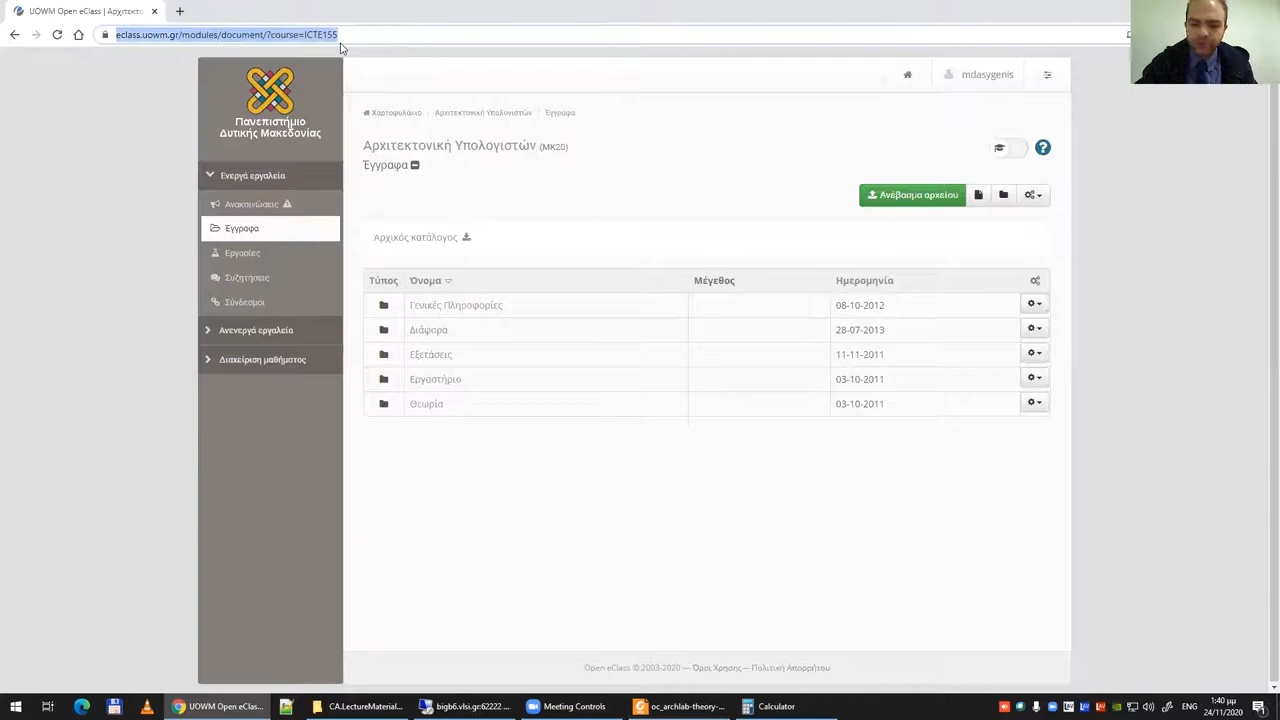 UOWM Open eClass | Αρχιτεκτο
eclass.uowm.gr/modules/document/?course=ICTE155
Πανεπιστήμιο
Δυτικής Μακεδονίας
mdasygenis
Χαρτοφυλάκιο Αρχιτεκτονική Υπολογιστών Έγγραφα
Αρχιτεκτονική Υπολογιστών (MK20)
Έγγραφα
Ενεργά εργαλεία
Ανακοινώσεις
Έγγραφα
Εργασίες
Συζητήσεις
Σύνδεσμοι
Ανενεργά εργαλεία
Διαχείριση μαθήματος
Ανέβασμα αρχείου
Αρχικός κατάλογος
Τύπος Όνομα Μέγεθος Ημερομηνία
Γενικές Πληροφορίες 08-10-2012
Διάφορα 28-07-2013
Εξετάσεις 11-11-2011
Εργαστήριο 03-10-2011
Θεωρία 03-10-2011
Open eClass © 2003-2020 — Όροι Χρησης— Πολιτική Απορρήτου
UOWM Open eClas... CA.LectureMaterial... bigb6.vlsi.gr:62222 ... Meeting Controls oc_archlab-theory-... Calculator
ENG
1:40 μμ
24/11/2020